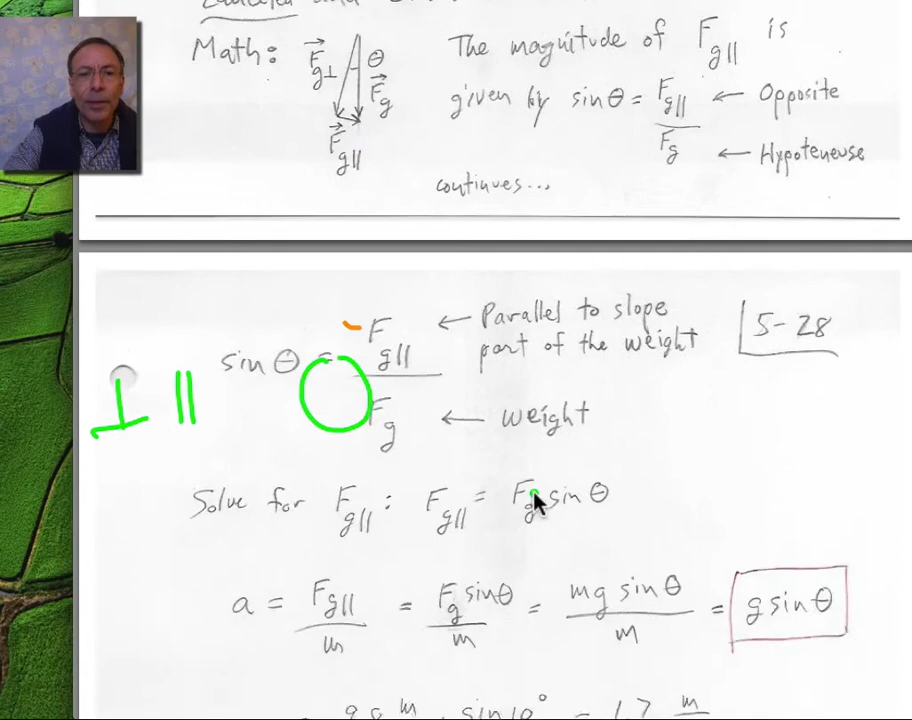 Math: F⃗g⊥ θ F⃗g F⃗g||
The magnitude of Fg|| is
given by sin θ = Fg|| / Fg ← Opposite
← Hypoteneuse
continues...
sin θ = Fg|| / Fg ← Parallel to slope
part of the weight
5-28
⊥ ||
← weight
Solve for Fg||: Fg|| = Fg sin θ
a = Fg|| / m = Fg sin θ / m = mg sin θ / m = g sin θ